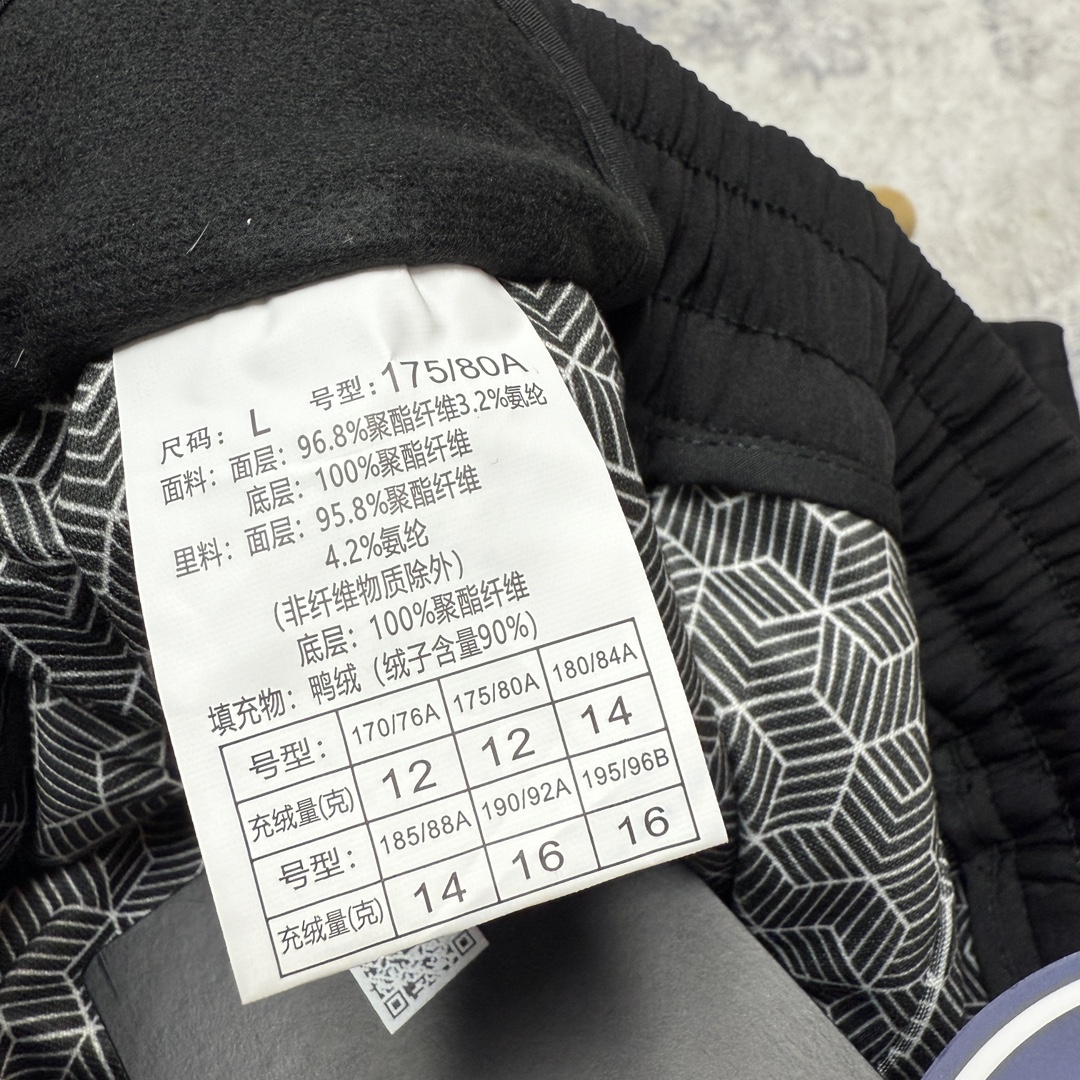 尺码：L 号型：175/80A
面料：面层：96.8%聚酯纤维3.2%氨纶
底层：100%聚酯纤维
里料：面层：95.8%聚酯纤维
4.2%氨纶
(非纤维物质除外)
底层：100%聚酯纤维
填充物：鸭绒（绒子含量90%）
号型： 170/76A 175/80A 180/84A
充绒量(克) 12 12 14
号型： 185/88A 190/92A 195/96B
充绒量(克) 14 16 16